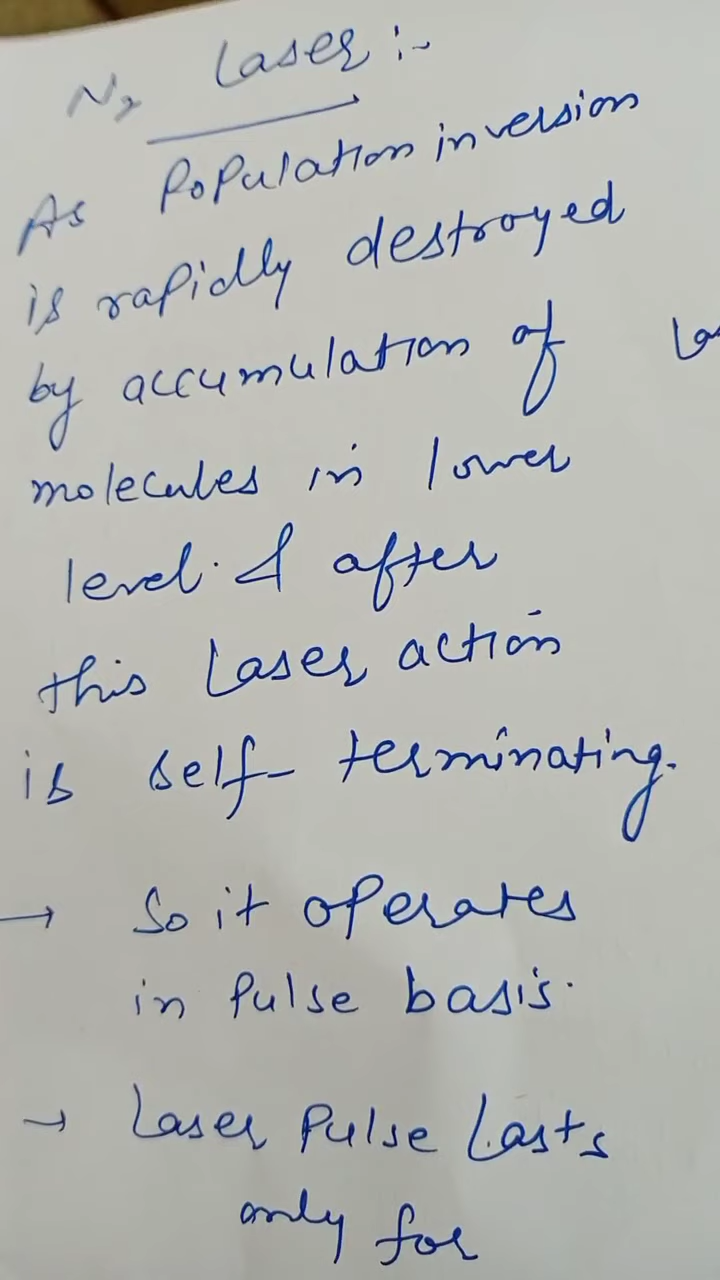 N₂ Laser :-
As Population inversion
is rapidly destroyed
by accumulation of
molecules in lower
level. & after
this Laser action
is self- terminating.
→ So it operates
in Pulse basis.
→ Laser Pulse Lasts
only for